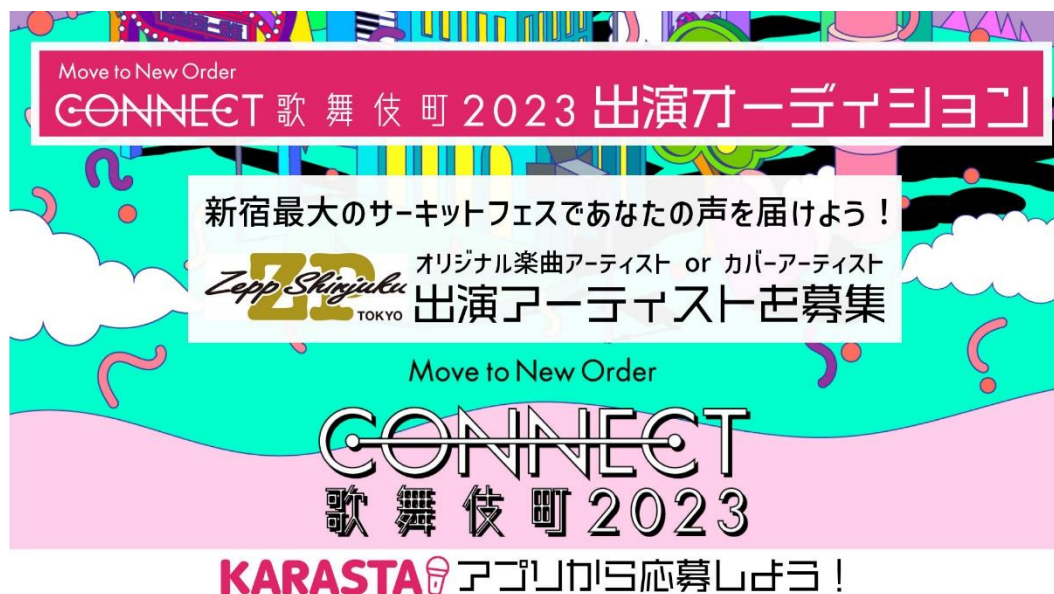 Move to New Order
CONNECT 歌舞伎町 2023 出演オーディション
新宿最大のサーキットフェスであなたの声を届けよう！
Zepp Shinjuku TOKYO
オリジナル楽曲アーティスト or カバーアーティスト
出演アーティストを募集
Move to New Order
CONNECT
歌舞伎町2023
KARASTA アプリから応募しよう！